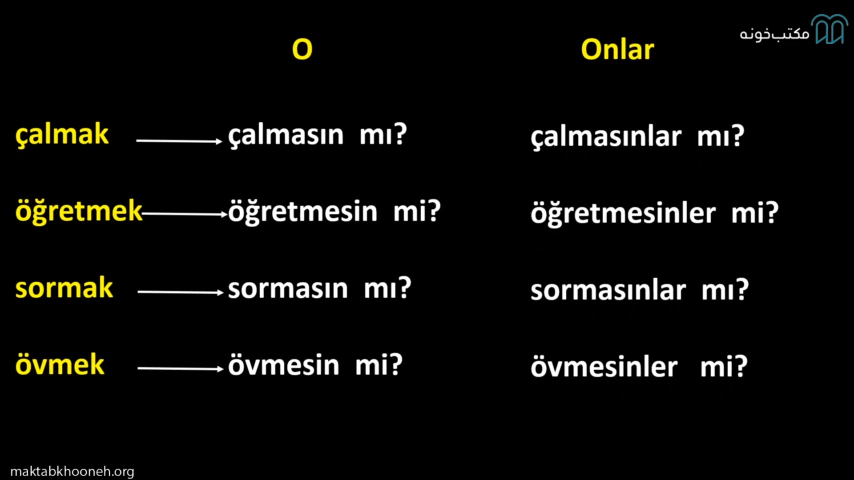 مکتب‌خونه
O Onlar
çalmak çalmasın mı? çalmasınlar mı?
öğretmek öğretmesin mi? öğretmesinler mi?
sormak sormasın mı? sormasınlar mı?
övmek övmesin mi? övmesinler mi?
maktabkhooneh.org